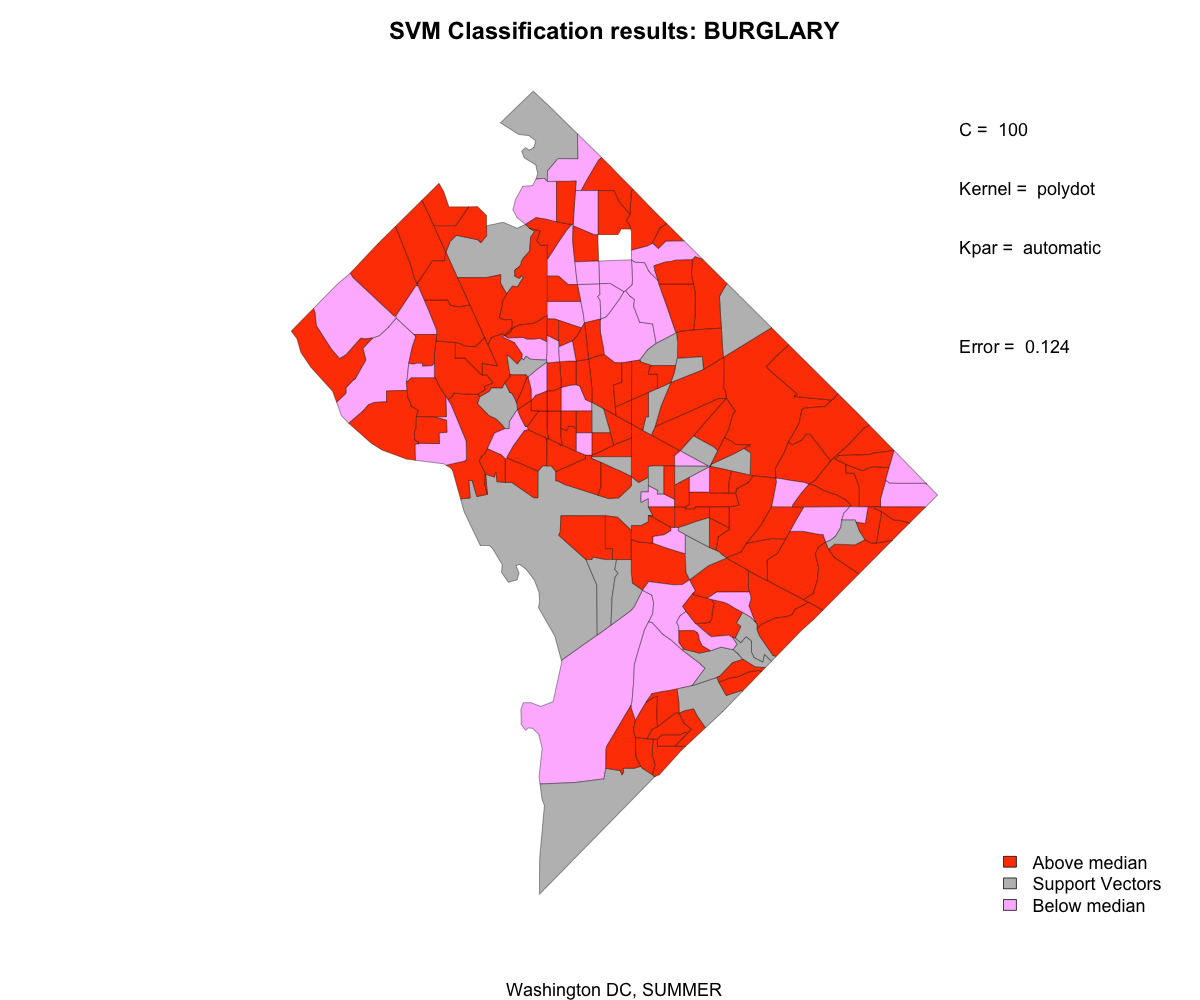 SVM Classification results: BURGLARY
C =  100
Kernel =  polydot
Kpar =  automatic
Error =  0.124
Above median
Support Vectors
Below median
Washington DC, SUMMER